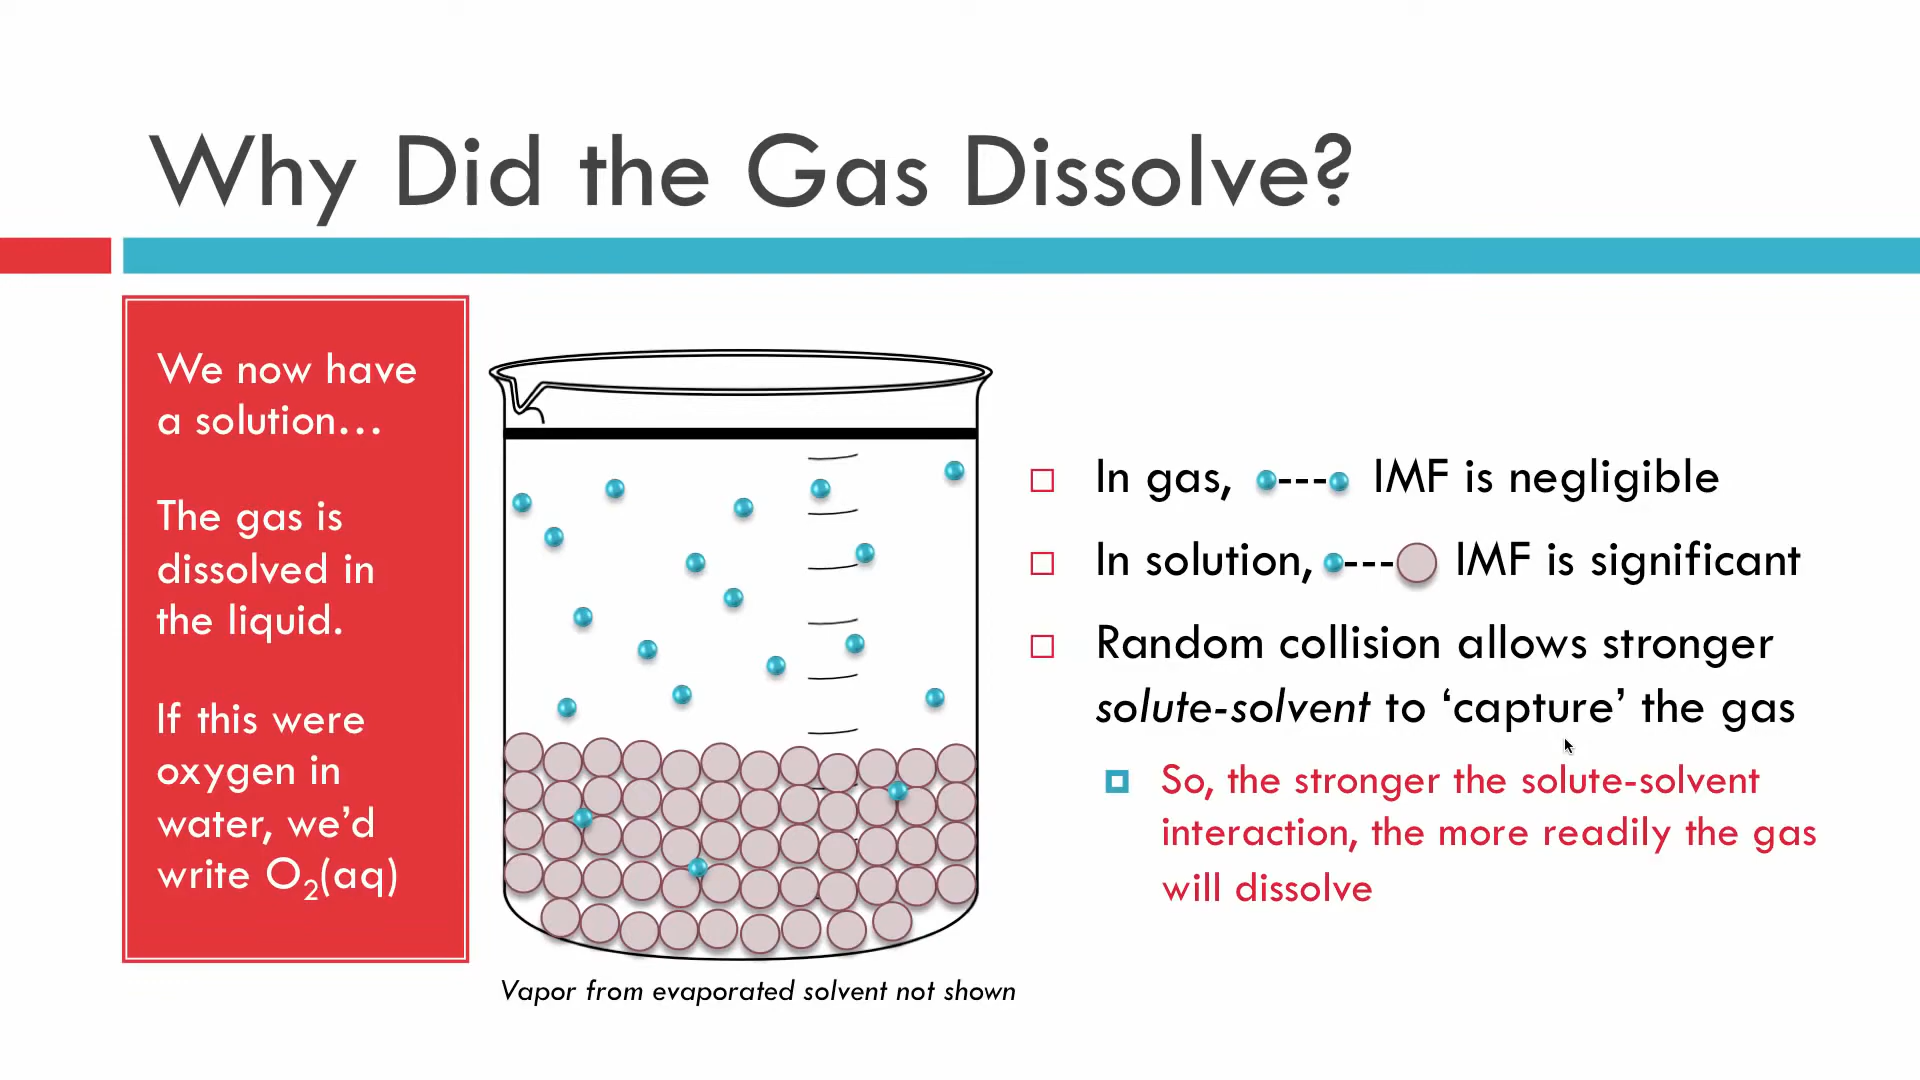 Why Did the Gas Dissolve?
We now have
a solution…
The gas is
dissolved in
the liquid.
If this were
oxygen in
water, we’d
write O₂(aq)
Vapor from evaporated solvent not shown
In gas, --- IMF is negligible
In solution, --- IMF is significant
Random collision allows stronger
solute-solvent to ‘capture’ the gas
So, the stronger the solute-solvent
interaction, the more readily the gas
will dissolve